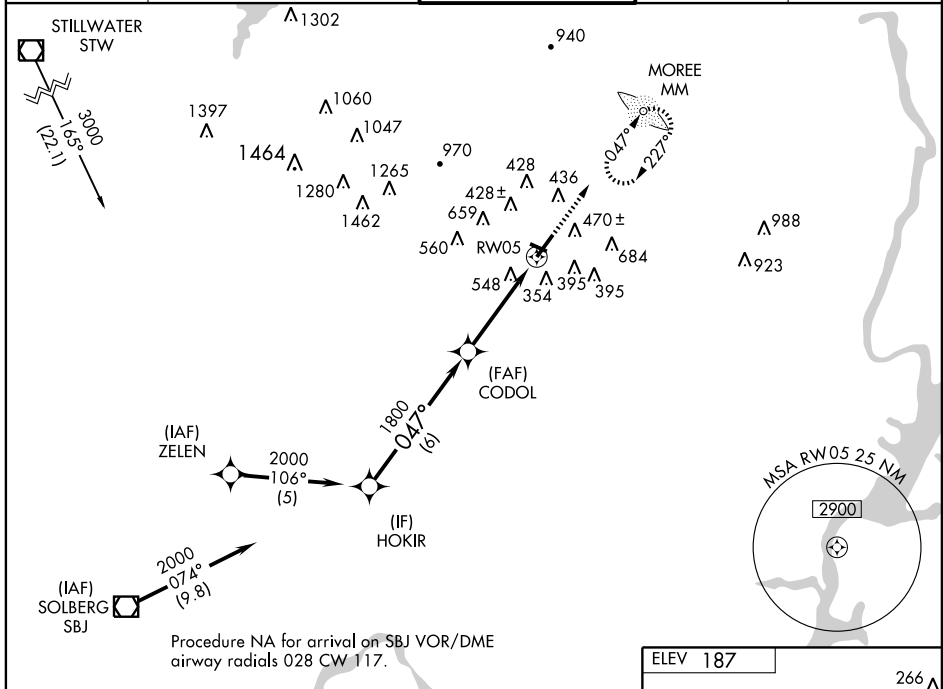 STILLWATER
STW
3000
165°
(22.1)
1302
940
MOREE
MM
047°
227°
1397
1060
1047
1464
970
1265
1280
1462
428
428±
436
659
470±
988
560
RW05
684
923
548
354
395
395
(FAF)
CODOL
1800
047°
(6)
(IAF)
ZELEN
2000
106°
(5)
(IF)
HOKIR
MSA RW05 25 NM
2900
2000
074°
(9.8)
(IAF)
SOLBERG
SBJ
Procedure NA for arrival on SBJ VOR/DME
airway radials 028 CW 117.
ELEV 187
266